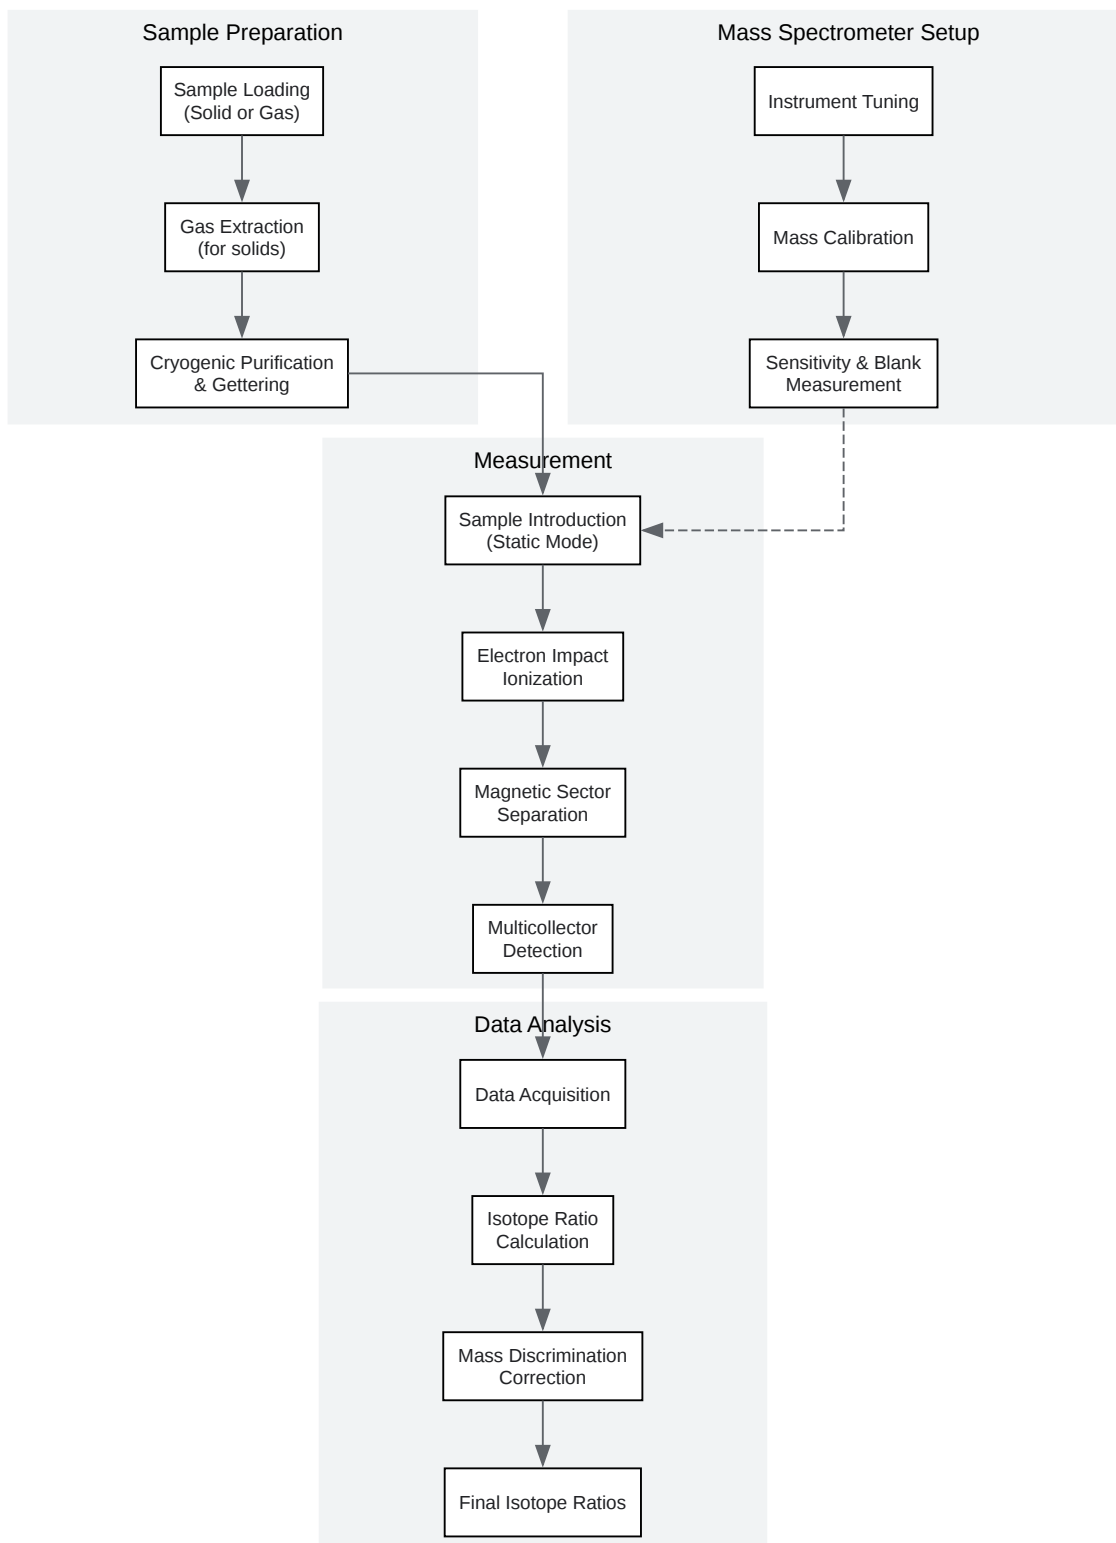 Sample Preparation
Sample Loading
(Solid or Gas)
Gas Extraction
(for solids)
Cryogenic Purification
& Gettering
Mass Spectrometer Setup
Instrument Tuning
Mass Calibration
Sensitivity & Blank
Measurement
Measurement
Sample Introduction
(Static Mode)
Electron Impact
Ionization
Magnetic Sector
Separation
Multicollector
Detection
Data Analysis
Data Acquisition
Isotope Ratio
Calculation
Mass Discrimination
Correction
Final Isotope Ratios